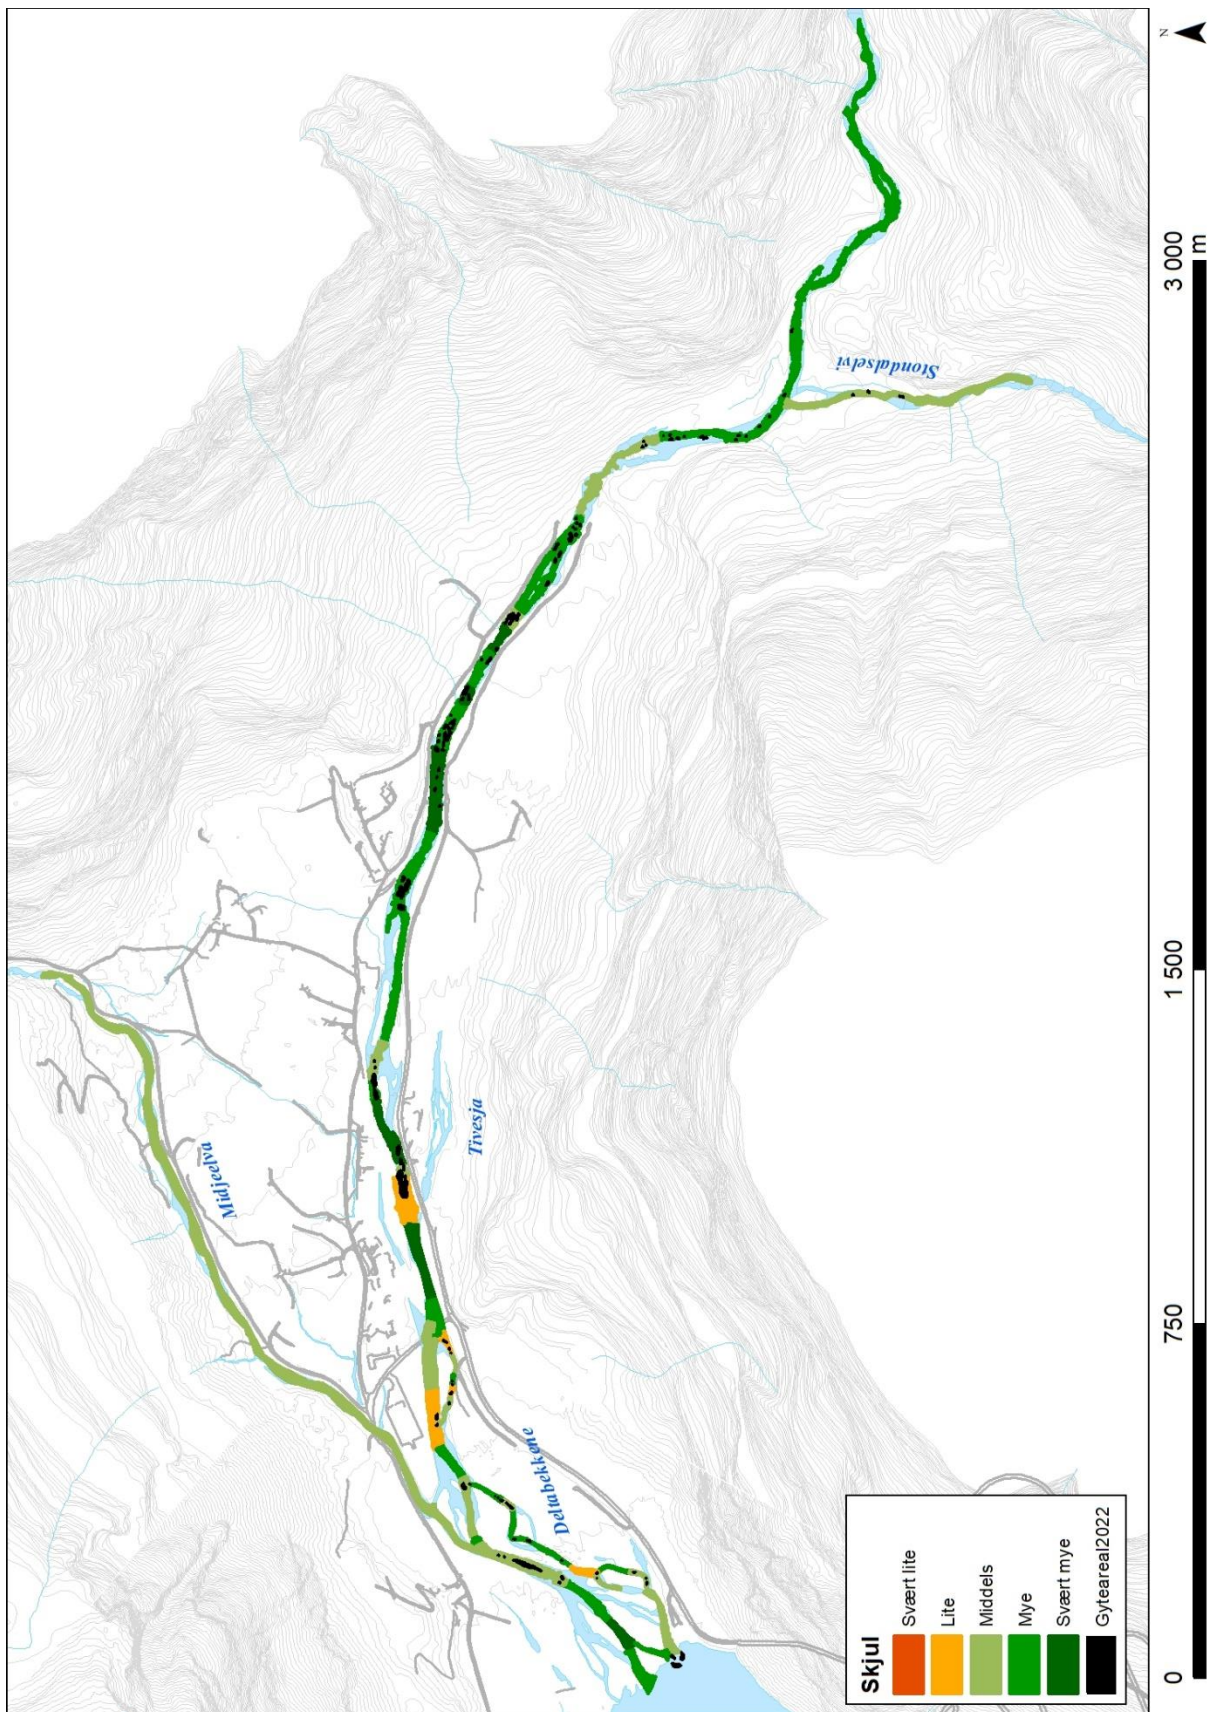 N
Stondalselvi
Midjeelva
Tivesja
Deltabekkene
Skjul
Svært lite
Lite
Middels
Mye
Svært mye
Gyteareal2022
0 750 1 500 3 000
m